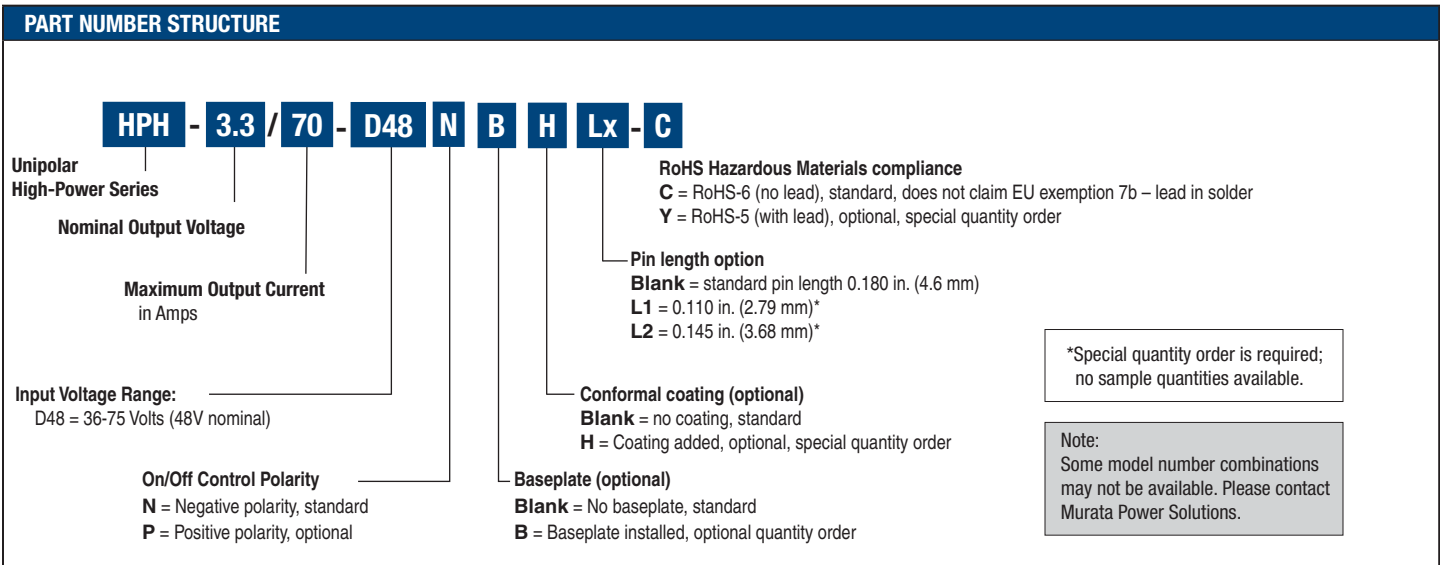 PART NUMBER STRUCTURE
HPH - 3.3 / 70 - D48 N B H Lx - C
Unipolar
High-Power Series
Nominal Output Voltage
Maximum Output Current
in Amps
Input Voltage Range:
D48 = 36-75 Volts (48V nominal)
On/Off Control Polarity
N = Negative polarity, standard
P = Positive polarity, optional
Baseplate (optional)
Blank = No baseplate, standard
B = Baseplate installed, optional quantity order
Conformal coating (optional)
Blank = no coating, standard
H = Coating added, optional, special quantity order
Pin length option
Blank = standard pin length 0.180 in. (4.6 mm)
L1 = 0.110 in. (2.79 mm)*
L2 = 0.145 in. (3.68 mm)*
RoHS Hazardous Materials compliance
C = RoHS-6 (no lead), standard, does not claim EU exemption 7b – lead in solder
Y = RoHS-5 (with lead), optional, special quantity order
*Special quantity order is required;
no sample quantities available.
Note:
Some model number combinations
may not be available. Please contact
Murata Power Solutions.